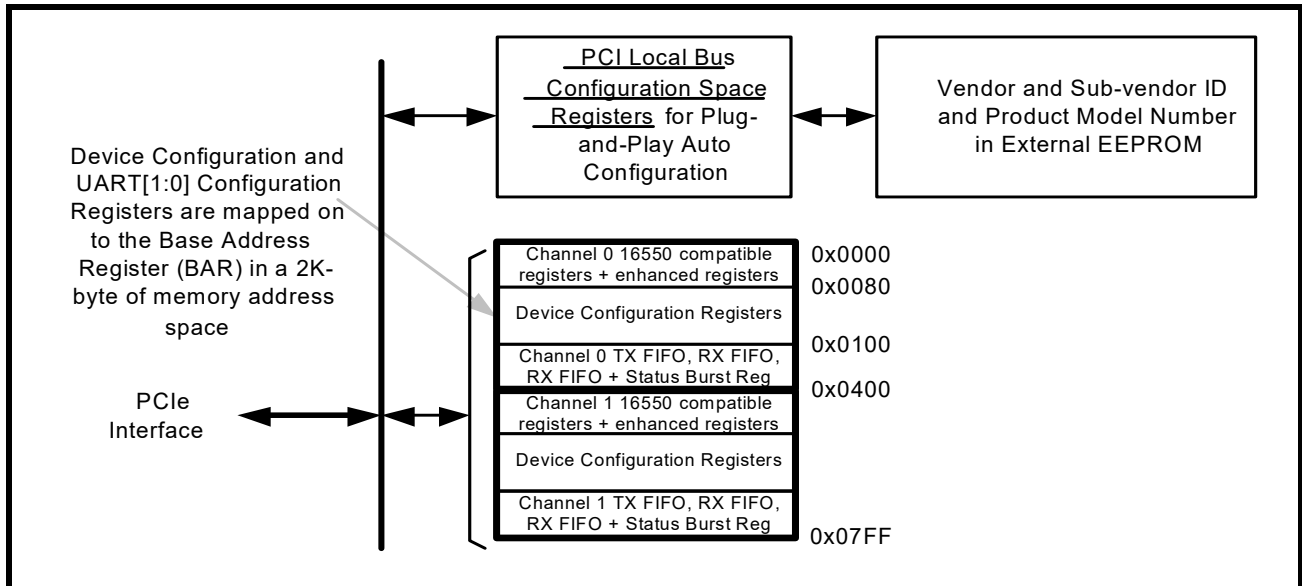 PCI Local Bus
Configuration Space
Registers for Plug-
and-Play Auto
Configuration
Vendor and Sub-vendor ID
and Product Model Number
in External EEPROM
Device Configuration and
UART[1:0] Configuration
Registers are mapped on
to the Base Address
Register (BAR) in a 2K-
byte of memory address
space
Channel 0 16550 compatible
registers + enhanced registers
0x0000
0x0080
Device Configuration Registers
0x0100
Channel 0 TX FIFO, RX FIFO,
RX FIFO + Status Burst Reg
0x0400
PCIe
Interface
Channel 1 16550 compatible
registers + enhanced registers
Device Configuration Registers
Channel 1 TX FIFO, RX FIFO,
RX FIFO + Status Burst Reg
0x07FF